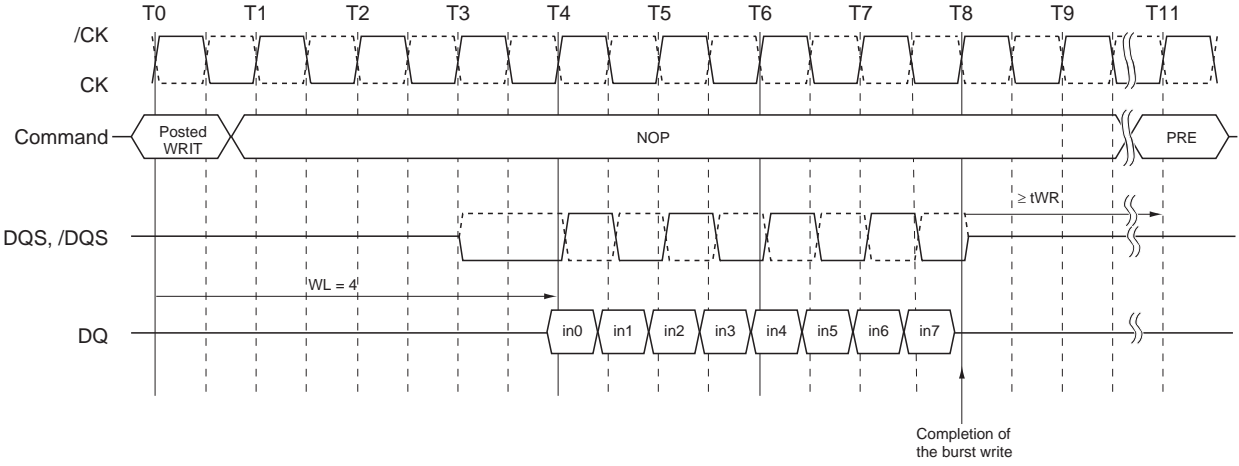 T0 T1 T2 T3 T4 T5 T6 T7 T8 T9 T11
/CK
CK
Command
Posted
WRIT
NOP
PRE
≥ tWR
DQS, /DQS
WL = 4
DQ
in0 in1 in2 in3 in4 in5 in6 in7
Completion of
the burst write